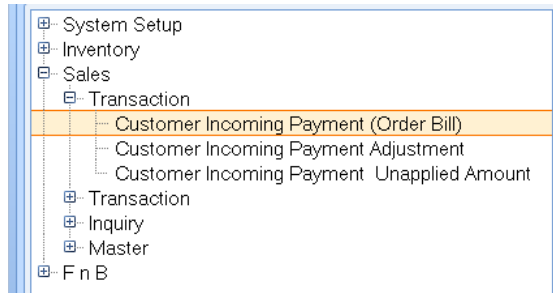 System Setup
Inventory
Sales
Transaction
Customer Incoming Payment (Order Bill)
Customer Incoming Payment Adjustment
Customer Incoming Payment  Unapplied Amount
Transaction
Inquiry
Master
F n B